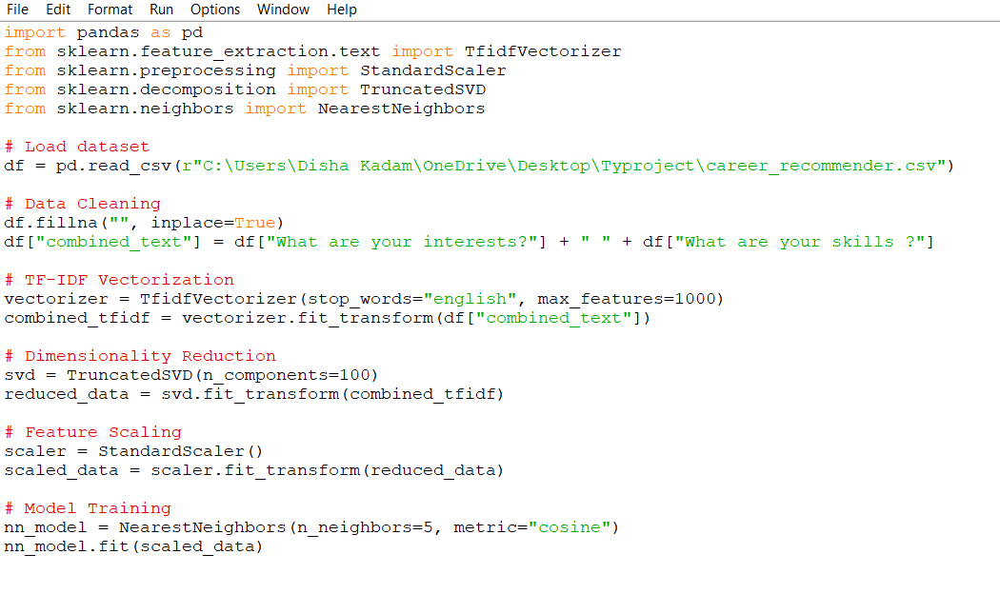 File Edit Format Run Options Window Help
import pandas as pd
from sklearn.feature_extraction.text import TfidfVectorizer
from sklearn.preprocessing import StandardScaler
from sklearn.decomposition import TruncatedSVD
from sklearn.neighbors import NearestNeighbors
# Load dataset
df = pd.read_csv(r"C:\Users\Disha Kadam\OneDrive\Desktop\Typroject\career_recommender.csv")
# Data Cleaning
df.fillna("", inplace=True)
df["combined_text"] = df["What are your interests?"] + " " + df["What are your skills ?"]
# TF-IDF Vectorization
vectorizer = TfidfVectorizer(stop_words="english", max_features=1000)
combined_tfidf = vectorizer.fit_transform(df["combined_text"])
# Dimensionality Reduction
svd = TruncatedSVD(n_components=100)
reduced_data = svd.fit_transform(combined_tfidf)
# Feature Scaling
scaler = StandardScaler()
scaled_data = scaler.fit_transform(reduced_data)
# Model Training
nn_model = NearestNeighbors(n_neighbors=5, metric="cosine")
nn_model.fit(scaled_data)